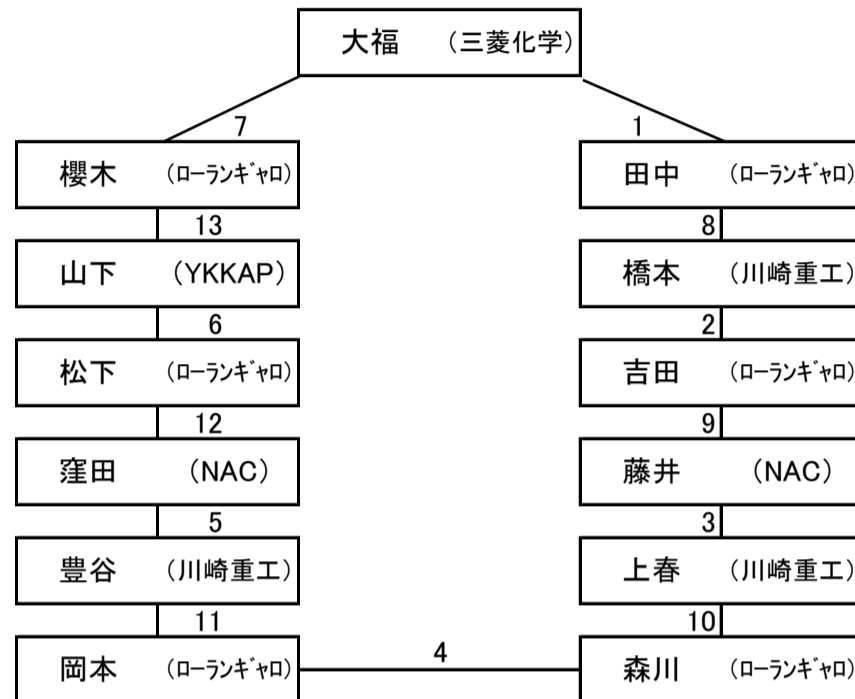 大福 （三菱化学）
7 1
櫻木 （ﾛｰﾗﾝｷﾞｬﾛ） 田中 （ﾛｰﾗﾝｷﾞｬﾛ）
13 8
山下 （YKKAP） 橋本 （川崎重工）
6 2
松下 （ﾛｰﾗﾝｷﾞｬﾛ） 吉田 （ﾛｰﾗﾝｷﾞｬﾛ）
12 9
窪田 （NAC） 藤井 （NAC）
5 3
豊谷 （川崎重工） 上春 （川崎重工）
11 10
岡本 （ﾛｰﾗﾝｷﾞｬﾛ） 4 森川 （ﾛｰﾗﾝｷﾞｬﾛ）